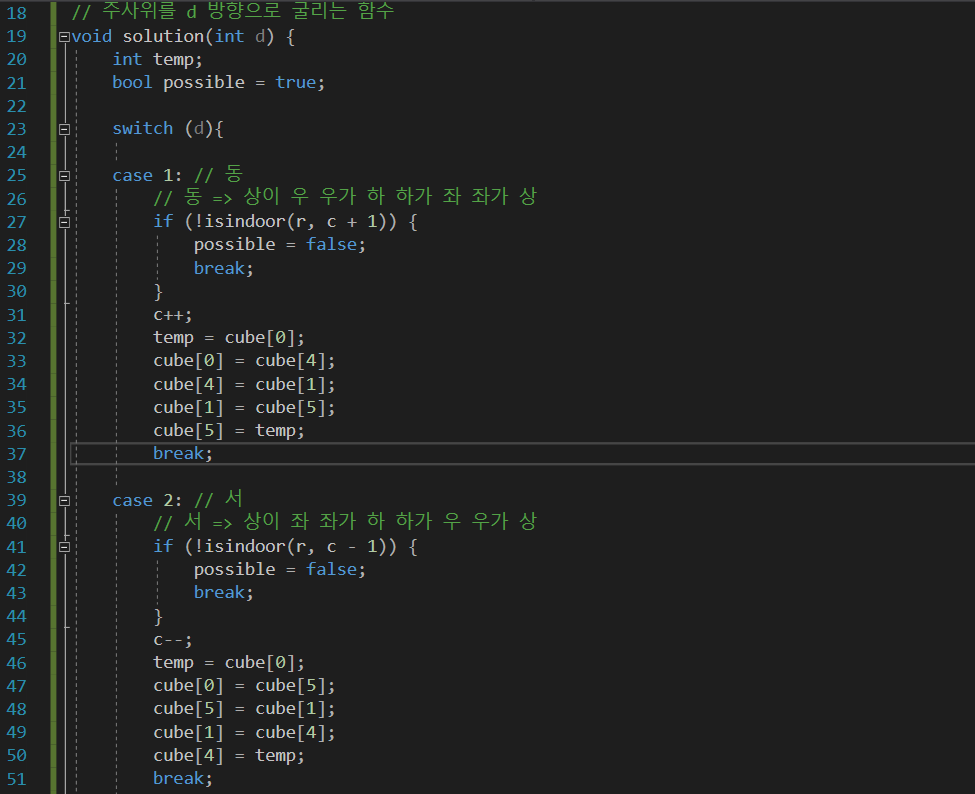 18 // 주사위를 d 방향으로 굴리는 함수
19 void solution(int d) {
20 int temp;
21 bool possible = true;
22
23 switch (d){
24
25 case 1: // 동
26 // 동 => 상이 우 우가 하 하가 좌 좌가 상
27 if (!isindoor(r, c + 1)) {
28 possible = false;
29 break;
30 }
31 c++;
32 temp = cube[0];
33 cube[0] = cube[4];
34 cube[4] = cube[1];
35 cube[1] = cube[5];
36 cube[5] = temp;
37 break;
38
39 case 2: // 서
40 // 서 => 상이 좌 좌가 하 하가 우 우가 상
41 if (!isindoor(r, c - 1)) {
42 possible = false;
43 break;
44 }
45 c--;
46 temp = cube[0];
47 cube[0] = cube[5];
48 cube[5] = cube[1];
49 cube[1] = cube[4];
50 cube[4] = temp;
51 break;